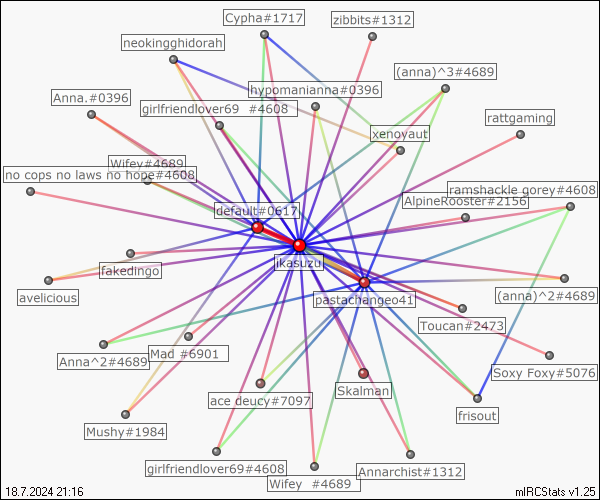 Cypha#1717
zibbits#1312
neokingghidorah
(anna)^3#4689
hypomanianna#0396
Anna.#0396
girlfriendlover69 #4608
rattgaming
xenoyaut
Wifey#4689
no cops no laws no hope#4608
ramshackle gorey#4608
AlpineRooster#2156
default#0617
jkasuzu
fakedingo
avelicious
pastachangeo41
(anna)^2#4689
Toucan#2473
Anna^2#4689
Mad #6901
Soxy Foxy#5076
Skalman
ace deucy#7097
frisout
Mushy#1984
girlfriendlover69#4608
Annarchist#1312
Wifey #4689
18.7.2024 21:16
mIRCStats v1.25